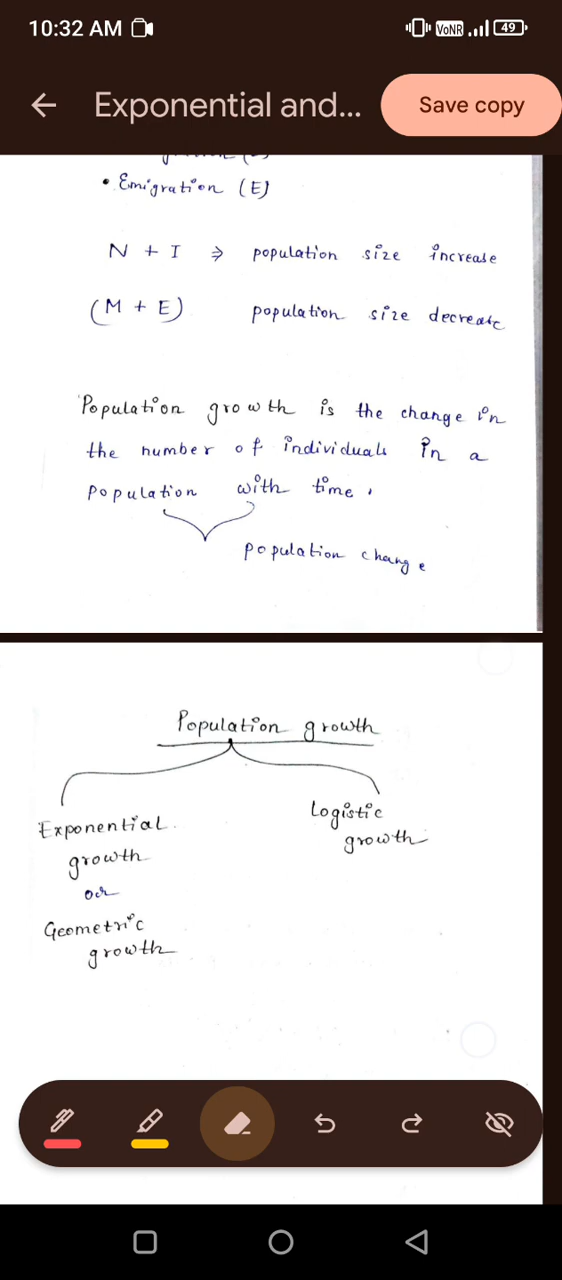 10:32 AM
VoNR 49
Exponential and...
Save copy
• Emigration (E)
N + I ⇒ population size increase
(M + E) population size decreate
Population growth is the change in
the number of individuals in a
population with time.
population change
Population growth
Exponential
growth
or
Geometric
growth
Logistic
growth